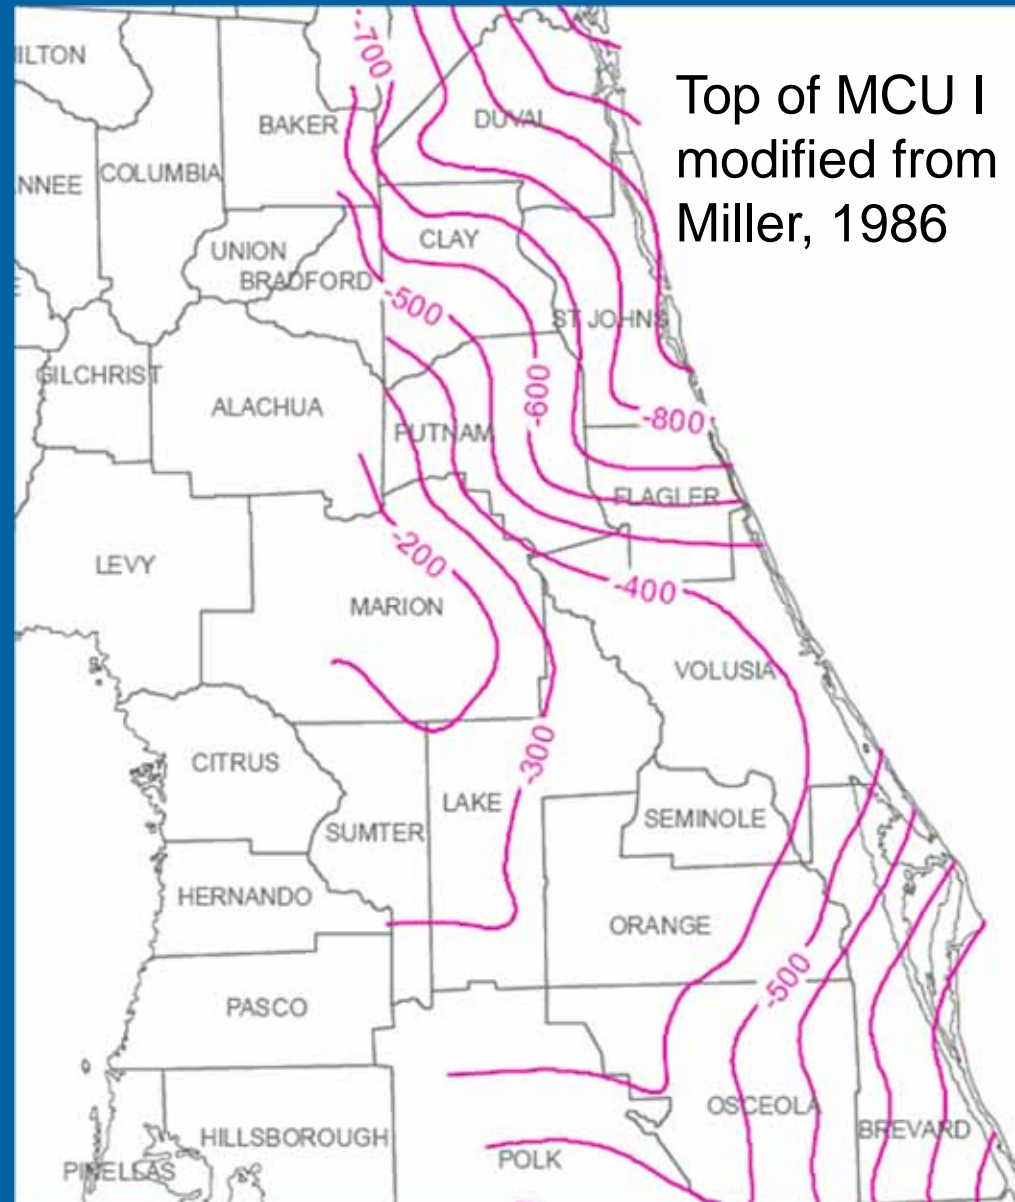 Top of MCU I
modified from
Miller, 1986
-700
ILTON
BAKER
DUVAL
NNEE
COLUMBIA
UNION
CLAY
BRADFORD
E
-500
ST JOHNS
GILCHRIST
ALACHUA
-600
-800
PUTNAM
FLAGLER
-200
LEVY
-400
MARION
VOLUSIA
-300
CITRUS
LAKE
SEMINOLE
SUMTER
HERNANDO
ORANGE
-500
PASCO
OSCEOLA
BREVARD
HILLSBOROUGH
POLK
PINELLAS